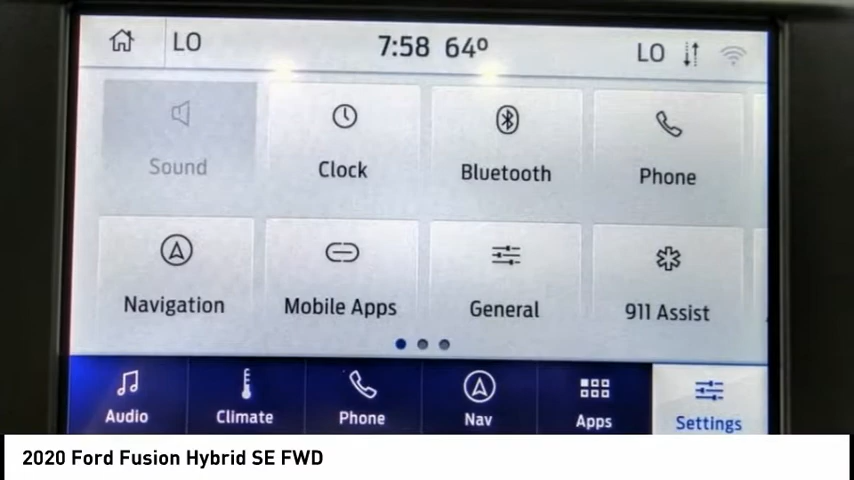 LO 7:58 64° LO
Sound Clock Bluetooth Phone
Navigation Mobile Apps General 911 Assist
Audio Climate Phone Nav Apps Settings
2020 Ford Fusion Hybrid SE FWD